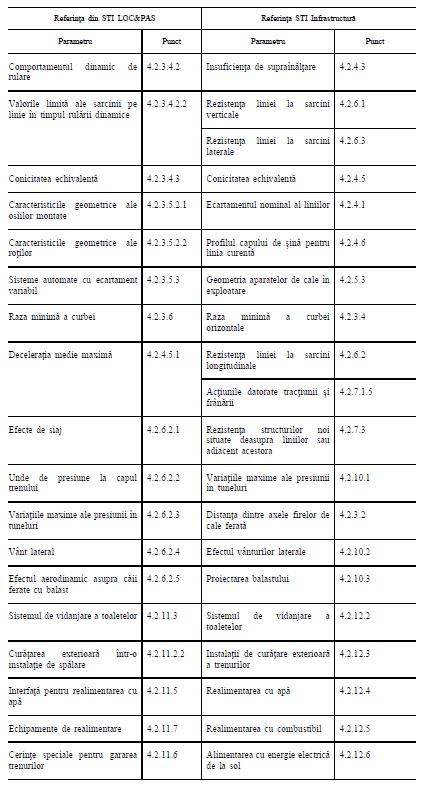 Referința din STI LOC&PAS Referința STI Infrastructură
Parametru Punct Parametru Punct
Comportamentul dinamic de 4.2.3.4.2 Insuficiența de supraînălțare 4.2.4.3
rulare
Valorile limită ale sarcinii pe 4.2.3.4.2.2 Rezistența liniei la sarcini 4.2.6.1
linie în timpul rulării dinamice verticale
Rezistența liniei la sarcini 4.2.6.3
laterale
Conicitatea echivalentă 4.2.3.4.3 Conicitatea echivalentă 4.2.4.5
Caracteristicile geometrice ale 4.2.3.5.2.1 Ecartamentul nominal al liniilor 4.2.4.1
osiilor montate
Caracteristicile geometrice ale 4.2.3.5.2.2 Profilul capului de șină pentru 4.2.4.6
roților linia curentă
Sisteme automate cu ecartament 4.2.3.5.3 Geometria aparatelor de cale în 4.2.5.3
variabil exploatare
Raza minimă a curbei 4.2.3.6 Raza minimă a curbei 4.2.3.4
orizontale
Decelerația medie maximă 4.2.4.5.1 Rezistența liniei la sarcini 4.2.6.2
longitudinale
Acțiunile datorate tracțiunii și 4.2.7.1.5
frânării
Efecte de siaj 4.2.6.2.1 Rezistența structurilor noi 4.2.7.3
situate deasupra liniilor sau
adiacent acestora
Unde de presiune la capul 4.2.6.2.2 Variațiile maxime ale presiunii 4.2.10.1
trenului în tuneluri
Variațiile maxime ale presiunii în 4.2.6.2.3 Distanța dintre axele firelor de 4.2.3.2
tuneluri cale ferată
Vânt lateral 4.2.6.2.4 Efectul vânturilor laterale 4.2.10.2
Efectul aerodinamic asupra căii 4.2.6.2.5 Proiectarea balastului 4.2.10.3
ferate cu balast
Sistemul de vidanjare a toaletelor 4.2.11.3 Sistemul de vidanjare a 4.2.12.2
toaletelor
Curățarea exterioară într-o 4.2.11.2.2 Instalații de curățare exterioară 4.2.12.3
instalație de spălare a trenurilor
Interfață pentru realimentarea cu 4.2.11.5 Realimentarea cu apă 4.2.12.4
apă
Echipamente de realimentare 4.2.11.7 Realimentarea cu combustibil 4.2.12.5
Cerințe speciale pentru gararea 4.2.11.6 Alimentarea cu energie electrică 4.2.12.6
trenurilor de la sol